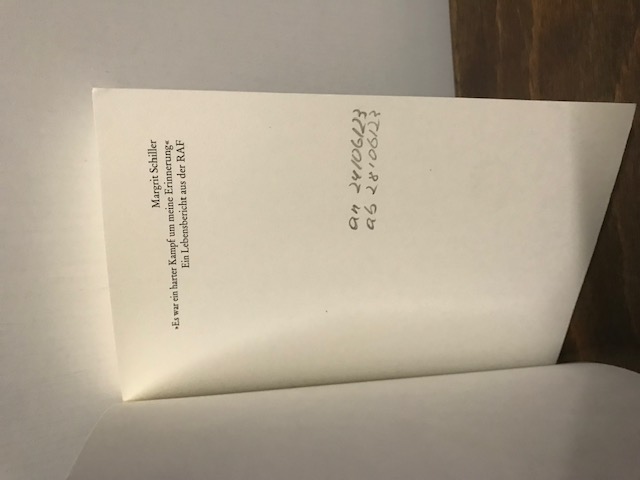 Margrit Schiller
»Es war ein harter Kampf um meine Erinnerung«
Ein Lebensbericht aus der RAF
an 24/06/23
ab 28/06/23